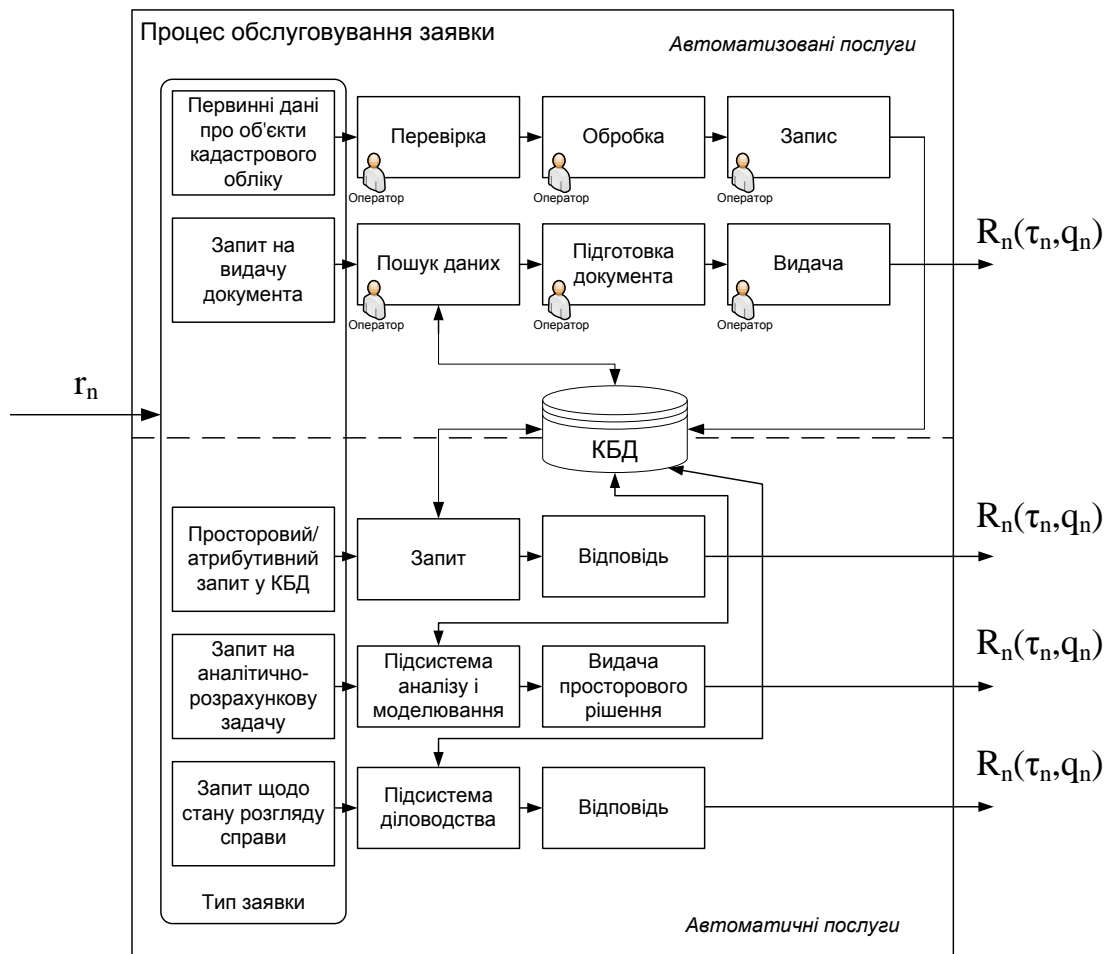 Процес обслуговування заявки
Автоматизовані послуги
Первинні дані
про об'єкти
кадастрового
обліку
Перевірка
Оператор
Обробка
Оператор
Запис
Оператор
Запит на
видачу
документа
Пошук даних
Оператор
Підготовка
документа
Оператор
Видача
Оператор
Rₙ(τₙ,qₙ)
rₙ
КБД
Просторовий/
атрибутивний
запит у КБД
Запит
Відповідь
Rₙ(τₙ,qₙ)
Запит на
аналітично-
розрахункову
задачу
Підсистема
аналізу і
моделювання
Видача
просторового
рішення
Rₙ(τₙ,qₙ)
Запит щодо
стану розгляду
справи
Підсистема
діловодства
Відповідь
Rₙ(τₙ,qₙ)
Тип заявки
Автоматичні послуги